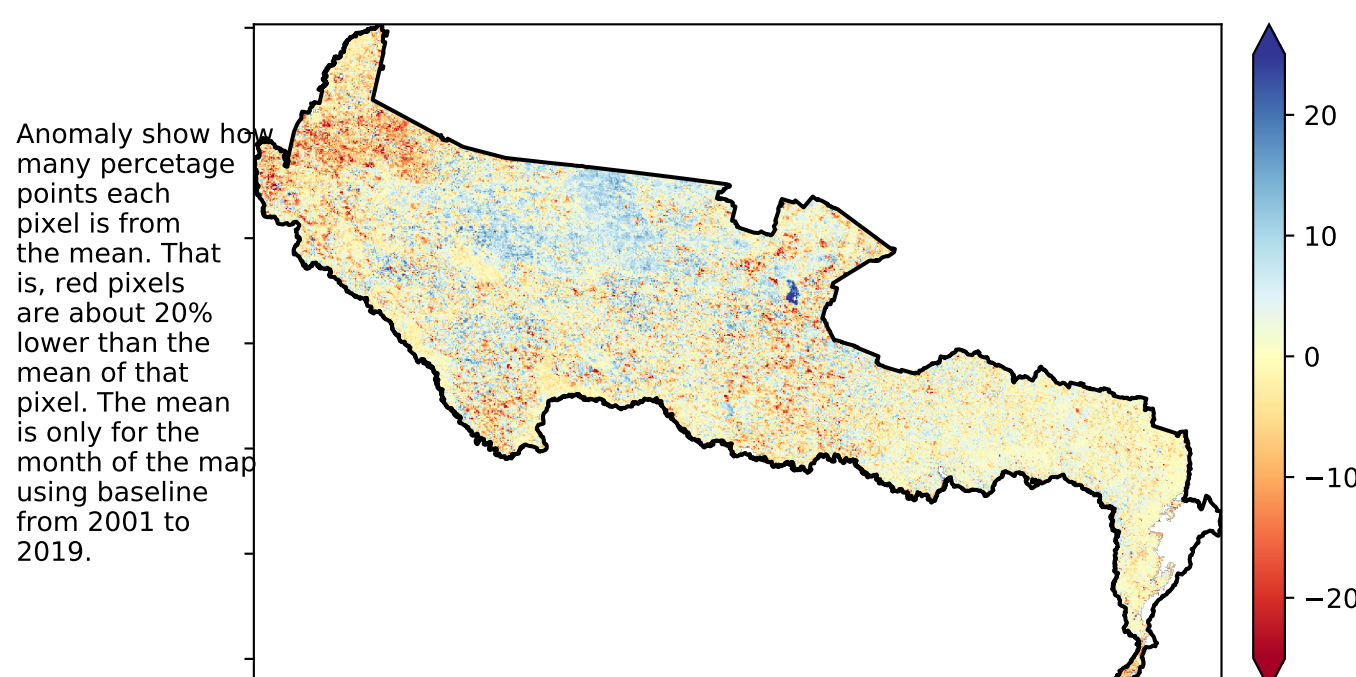 Anomaly show how
many percetage
points each
pixel is from
the mean. That
is, red pixels
are about 20%
lower than the
mean of that
pixel. The mean
is only for the
month of the map
using baseline
from 2001 to
2019.
20
10
0
−10
−20